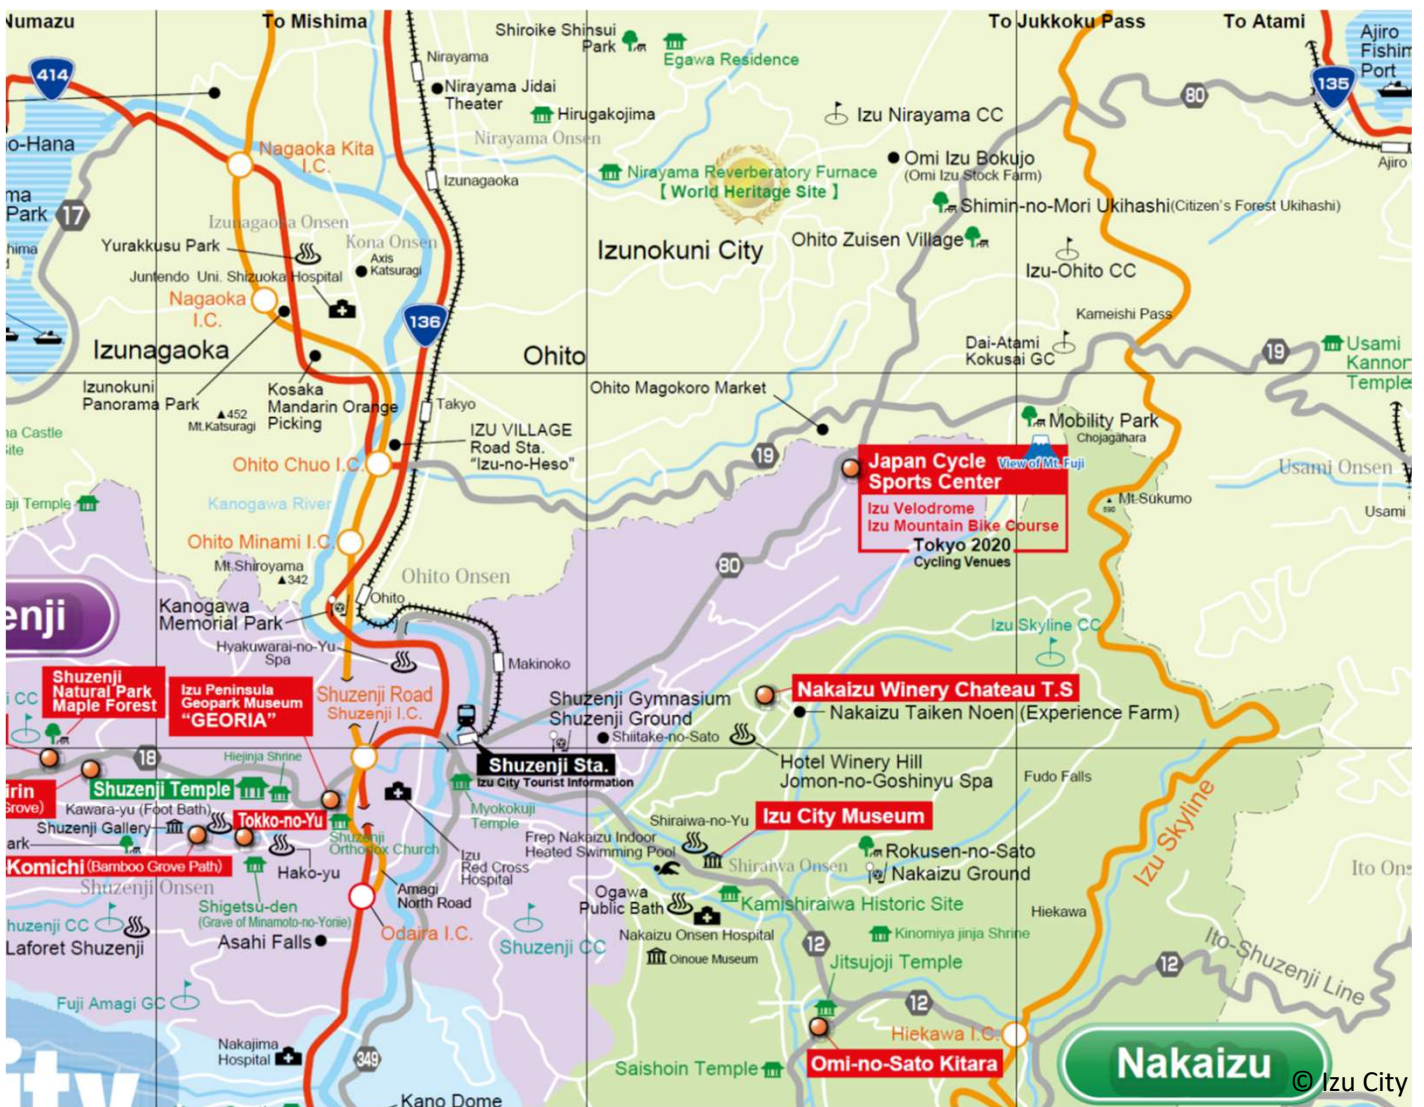 Numazu
To Mishima
To Jukkoku Pass
To Atami
414
Shiroike Shinsui
Park
Egawa Residence
Nirayama
Nirayama Jidai
Theater
Hirugakojima
Nirayama Onsen
Izu Nirayama CC
80
135
Ajiro
Fishin
Port
Ajiro
o-Hana
Nagaoka Kita
I.C.
Izunagaoka
Nirayama Reverberatory Furnace
【 World Heritage Site 】
Omi Izu Bokujo
(Omi Izu Stock Farm)
Shimin-no-Mori Ukihashi(Citizen's Forest Ukihashi)
ma
Park
17
Izunagaoka Onsen
Kona Onsen
Yurakkusu Park
Axis
Katsuragi
Juntendo Uni. Shizuoka Hospital
Izunokuni City
Ohito Zuisen Village
Izu-Ohito CC
hima
Nagaoka
I.C.
136
Kameishi Pass
Izunagaoka
Ohito
Dai-Atami
Kokusai GC
19
Usami
Kannon
Temple
Izunokuni
Panorama Park
Kosaka
Mandarin Orange
Picking
▲452
Mt.Katsuragi
Takyo
Ohito Magokoro Market
IZU VILLAGE
Road Sta.
"Izu-no-Heso"
Mobility Park
Chojagahara
View of Mt.Fuji
na Castle
Site
Ohito Chuo I.C.
19
Japan Cycle
Sports Center
Izu Velodrome
Izu Mountain Bike Course
Tokyo 2020
Cycling Venues
Usami Onsen
Usami
Mt Sukumo
590
aji Temple
Kanogawa River
Ohito Minami I.C.
Mt.Shiroyama
▲342
Ohito Onsen
80
Ohito
Kanogawa
Memorial Park
enji
Hyakuwarai-no-Yu
Spa
Makinoko
Izu Skyline CC
Shuzenji
Natural Park
Maple Forest
i CC
Izu Peninsula
Geopark Museum
"GEORIA"
Shuzenji Road
Shuzenji I.C.
Shuzenji Gymnasium
Shuzenji Ground
Shiitake-no-Sato
Nakaizu Winery Chateau T.S
Nakaizu Taiken Noen (Experience Farm)
18
Hiejinja Shrine
Shuzenji Sta.
Izu City Tourist Information
Hotel Winery Hill
Jomon-no-Goshinyu Spa
Fudo Falls
irin
Grove)
Shuzenji Temple
Kawara-yu (Foot Bath)
Shuzenji Gallery
Tokko-no-Yu
Myokokuji
Temple
Shiraiwa-no-Yu
Izu City Museum
Izu Skyline
ark
Shuzenji
Orthodox Church
Frep Nakaizu Indoor
Heated Swimming Pool
Shiraiwa Onsen
Rokusen-no-Sato
Nakaizu Ground
Komichi (Bamboo Grove Path)
Hako-yu
Izu
Red Cross
Hospital
Ito Ons
Shuzenji Onsen
Amagi
North Road
Ogawa
Public Bath
Kamishiraiwa Historic Site
Shigetsu-den
(Grave of Minamoto-no-Yoriie)
Hiekawa
huzenji CC
Laforet Shuzenji
Asahi Falls
Odaira I.C.
Shuzenji CC
Nakaizu Onsen Hospital
Oinoue Museum
12
Kinomiya jinja Shrine
Jitsujoji Temple
12
Ito-Shuzenji Line
Fuji Amagi GC
12
Hiekawa I.C.
Nakajima
Hospital
349
Saishoin Temple
Omi-no-Sato Kitara
Nakaizu
ity
Kano Dome
© Izu City